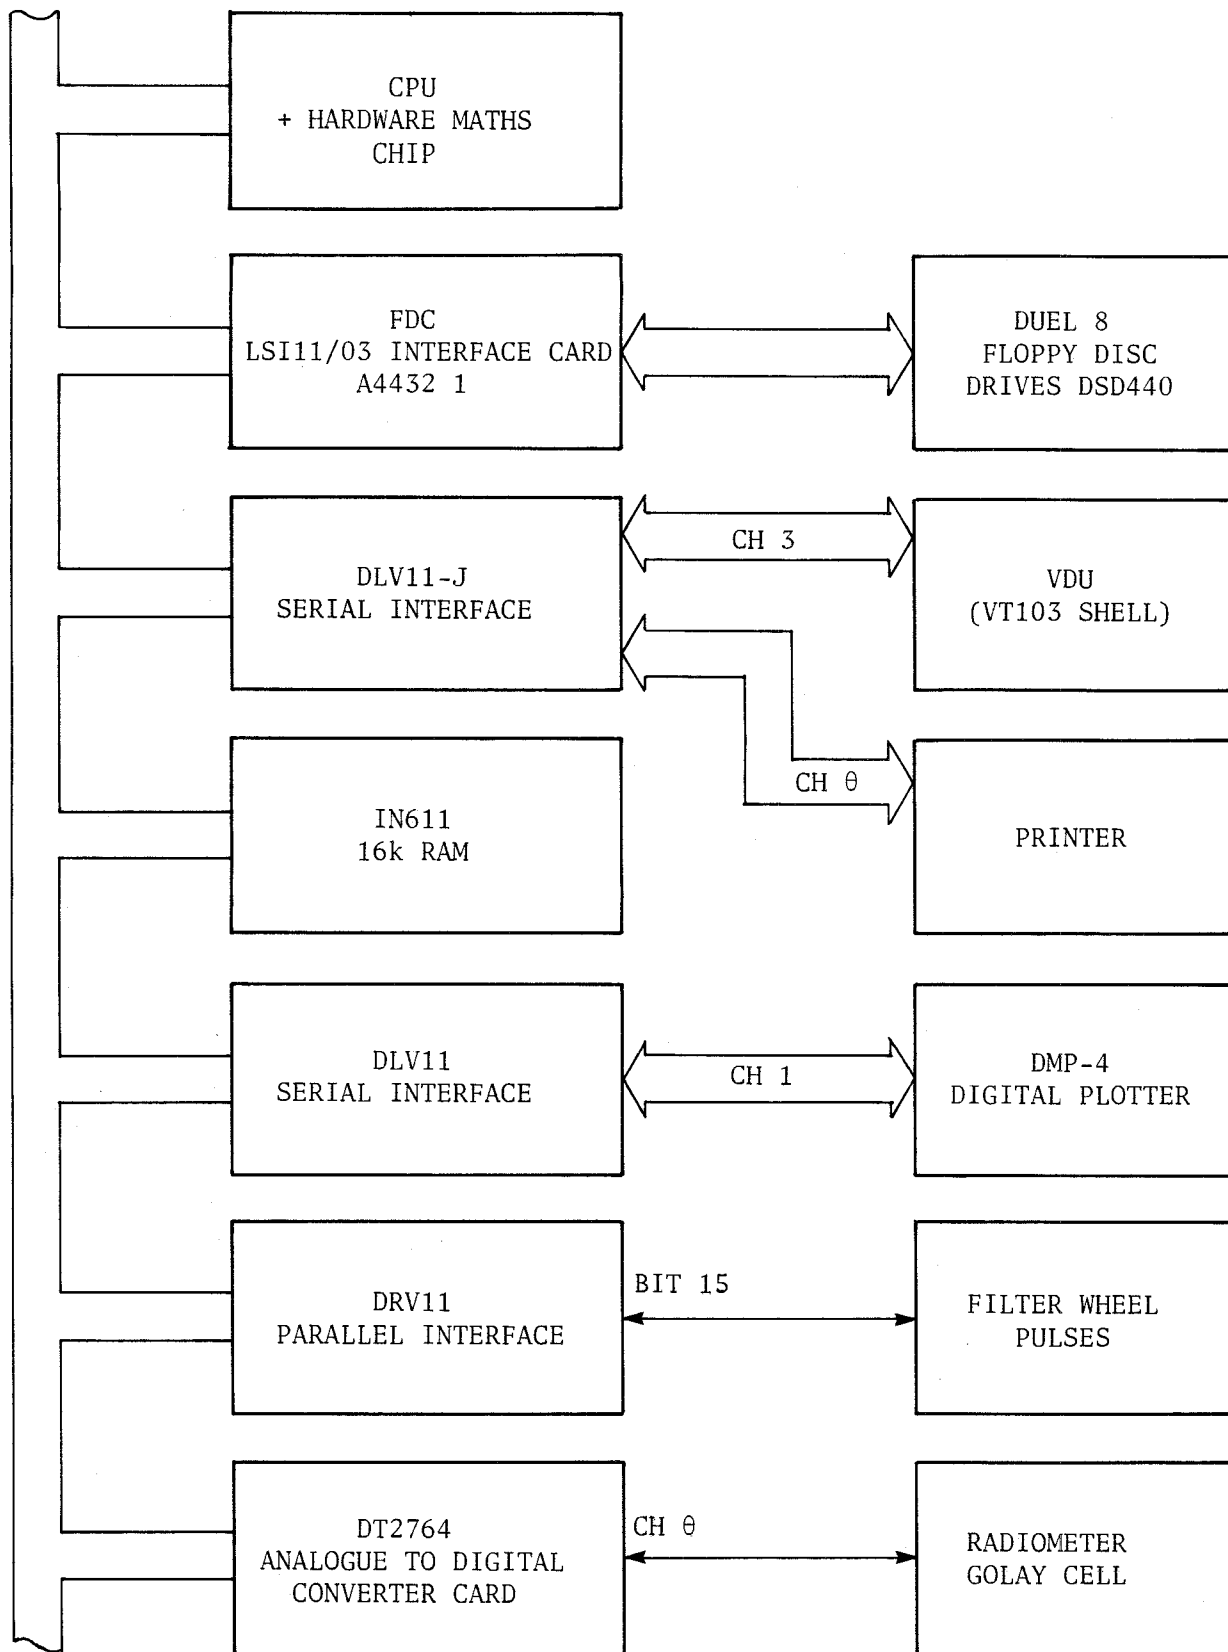 CPU
+ HARDWARE MATHS
CHIP
FDC
LSI11/03 INTERFACE CARD
A4432 1
DUEL 8
FLOPPY DISC
DRIVES DSD440
DLV11-J
SERIAL INTERFACE
CH 3
VDU
(VT103 SHELL)
CH θ
IN611
16k RAM
PRINTER
DLV11
SERIAL INTERFACE
CH 1
DMP-4
DIGITAL PLOTTER
DRV11
PARALLEL INTERFACE
BIT 15
FILTER WHEEL
PULSES
DT2764
ANALOGUE TO DIGITAL
CONVERTER CARD
CH θ
RADIOMETER
GOLAY CELL